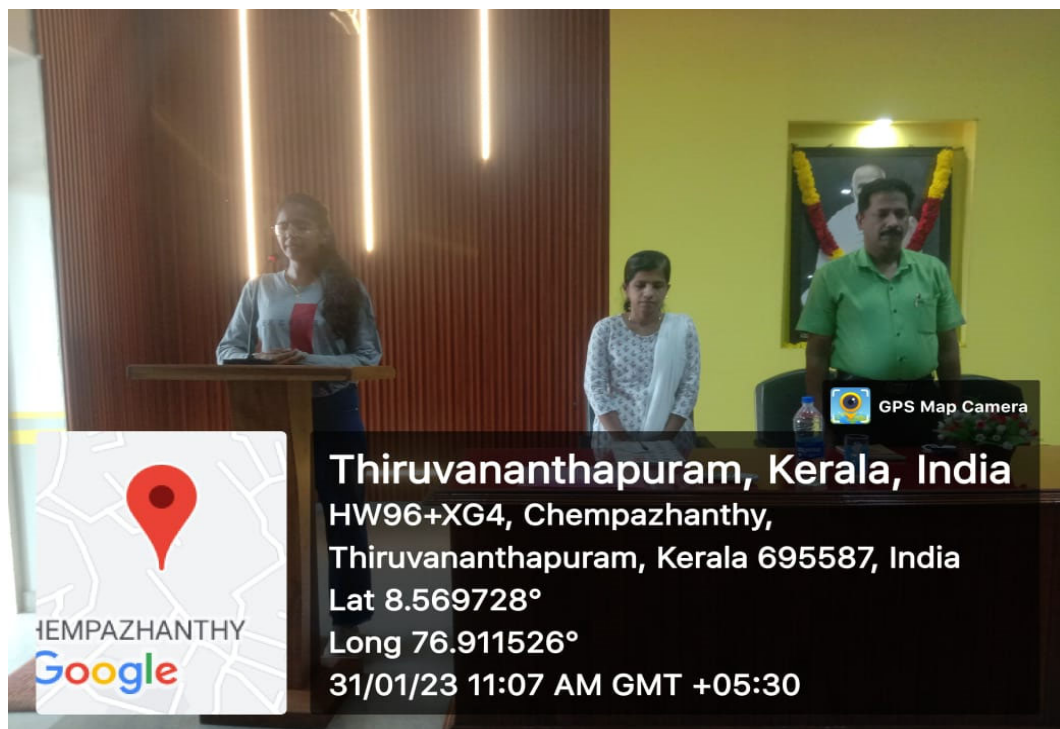 GPS Map Camera
Thiruvananthapuram, Kerala, India
HW96+XG4, Chempazhanthy,
Thiruvananthapuram, Kerala 695587, India
Lat 8.569728°
Long 76.911526°
31/01/23 11:07 AM GMT +05:30
HEMPAZHANTHY
Google